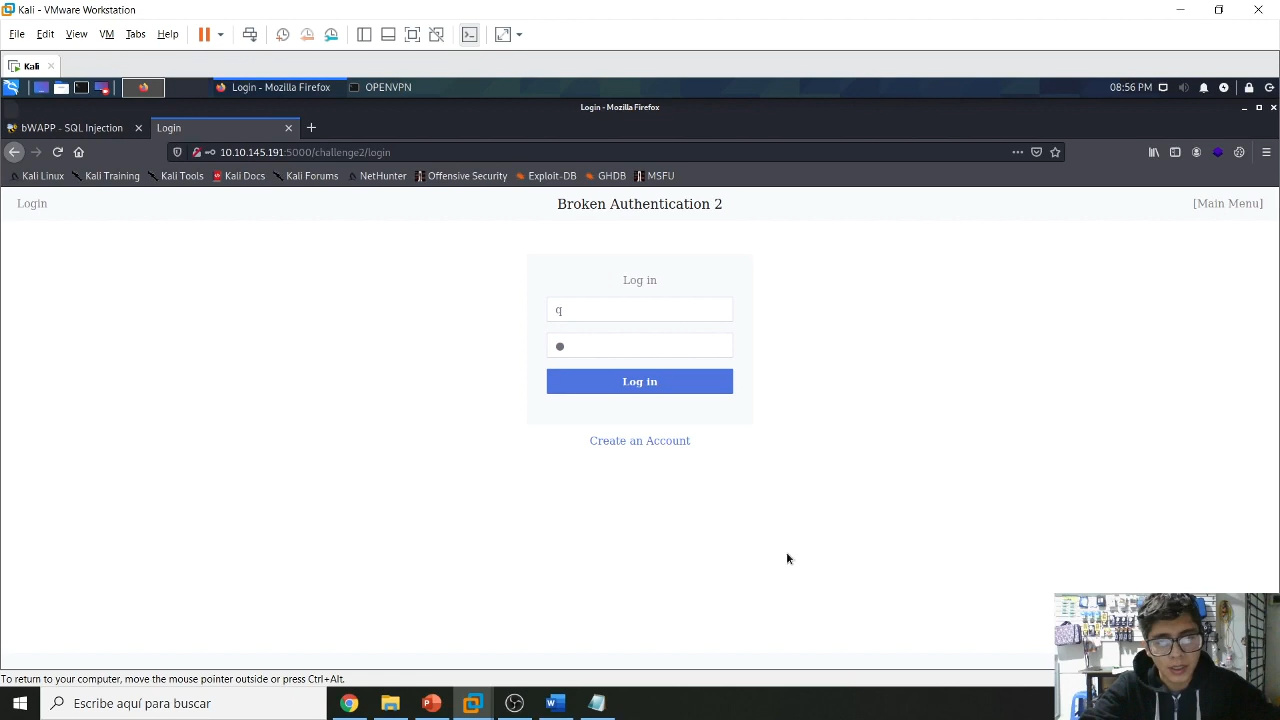 Kali - VMware Workstation
File Edit View VM Tabs Help
Kali
Login - Mozilla Firefox OPENVPN 08:56 PM
Login - Mozilla Firefox
bWAPP - SQL Injection Login
10.10.145.191:5000/challenge2/login
Kali Linux Kali Training Kali Tools Kali Docs Kali Forums NetHunter Offensive Security Exploit-DB GHDB MSFU
Login Broken Authentication 2 [Main Menu]
Log in
q
Log in
Create an Account
To return to your computer, move the mouse pointer outside or press Ctrl+Alt.
Escribe aquí para buscar